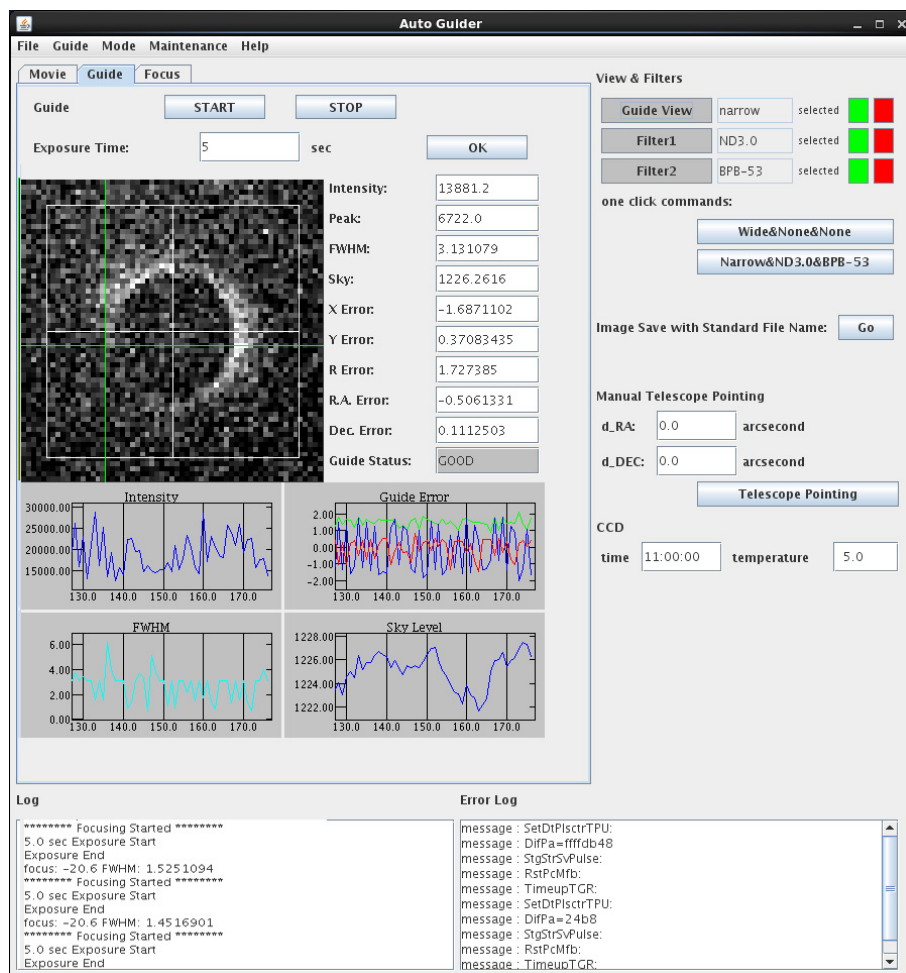 Auto Guider
File Guide Mode Maintenance Help
Movie Guide Focus
Guide START STOP
Exposure Time: 5 sec OK
Intensity: 13881.2
Peak: 6722.0
FWHM: 3.131079
Sky: 1226.2616
X Error: -1.6871102
Y Error: 0.37083435
R Error: 1.727385
R.A. Error: -0.5061331
Dec. Error: 0.1112503
Guide Status: GOOD
Intensity
30000.00
25000.00
20000.00
15000.00
130.0 140.0 150.0 160.0 170.0
Guide Error
2.00
1.00
0.00
-1.00
-2.00
130.0 140.0 150.0 160.0 170.0
FWHM
6.00
4.00
2.00
0.00
130.0 140.0 150.0 160.0 170.0
Sky Level
1228.00
1226.00
1224.00
1222.00
130.0 140.0 150.0 160.0 170.0
View & Filters
Guide View narrow selected
Filter1 ND3.0 selected
Filter2 BPB-53 selected
one click commands:
Wide&None&None
Narrow&ND3.0&BPB-53
Image Save with Standard File Name: Go
Manual Telescope Pointing
d_RA: 0.0 arcsecond
d_DEC: 0.0 arcsecond
Telescope Pointing
CCD
time 11:00:00 temperature 5.0
Log
******** Focusing Started ********
5.0 sec Exposure Start
Exposure End
focus: -20.6 FWHM: 1.5251094
******** Focusing Started ********
5.0 sec Exposure Start
Exposure End
focus: -20.6 FWHM: 1.4516901
******** Focusing Started ********
5.0 sec Exposure Start
Exposure End
Error Log
message : SetDtPlsctrTPU:
message : DifPa=ffffdb48
message : StgStrSvPulse:
message : RstPcMfb:
message : TimeupTGR:
message : SetDtPlsctrTPU:
message : DifPa=24b8
message : StgStrSvPulse:
message : RstPcMfb:
message : TimeupTGR: